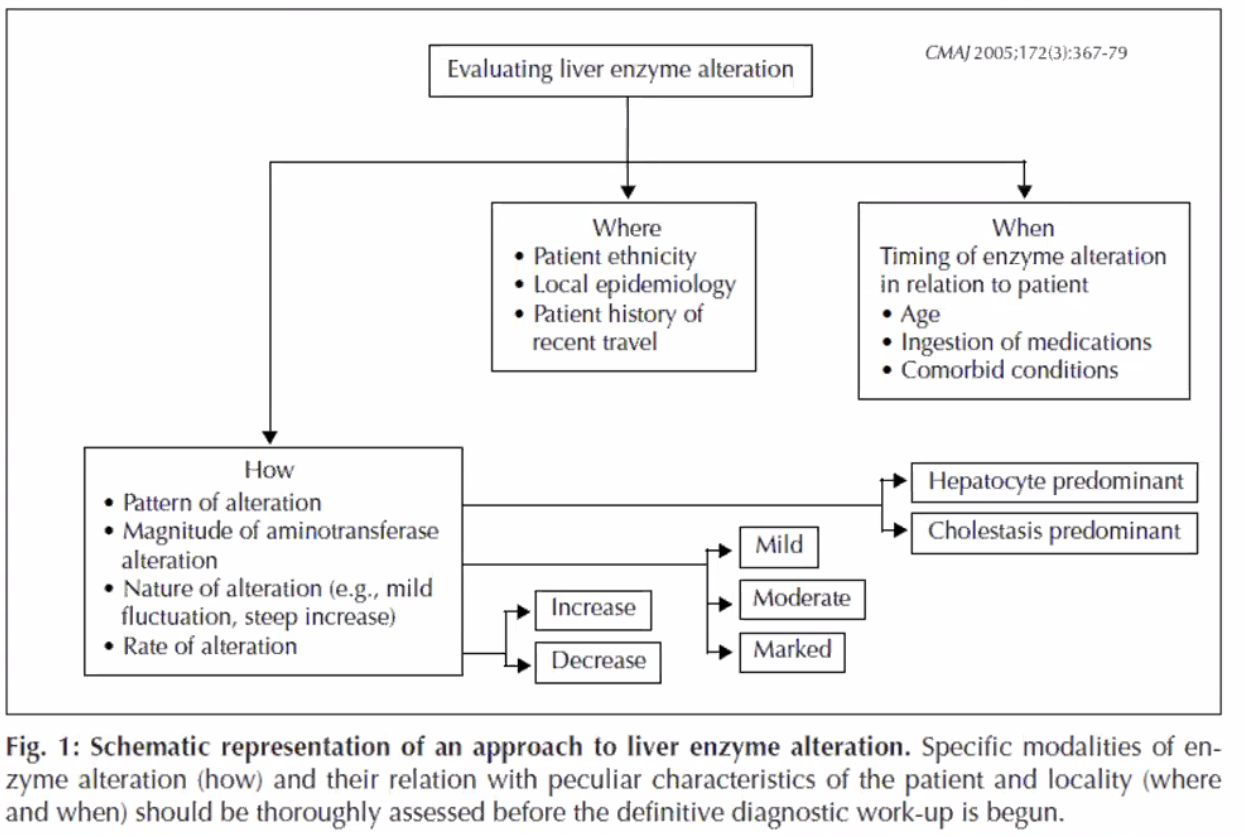 CMAJ 2005;172(3):367-79
Evaluating liver enzyme alteration
Where
• Patient ethnicity
• Local epidemiology
• Patient history of
recent travel
When
Timing of enzyme alteration
in relation to patient
• Age
• Ingestion of medications
• Comorbid conditions
How
• Pattern of alteration
• Magnitude of aminotransferase
alteration
• Nature of alteration (e.g., mild
fluctuation, steep increase)
• Rate of alteration
Hepatocyte predominant
Cholestasis predominant
Mild
Moderate
Marked
Increase
Decrease
Fig. 1: Schematic representation of an approach to liver enzyme alteration. Specific modalities of en-
zyme alteration (how) and their relation with peculiar characteristics of the patient and locality (where
and when) should be thoroughly assessed before the definitive diagnostic work-up is begun.